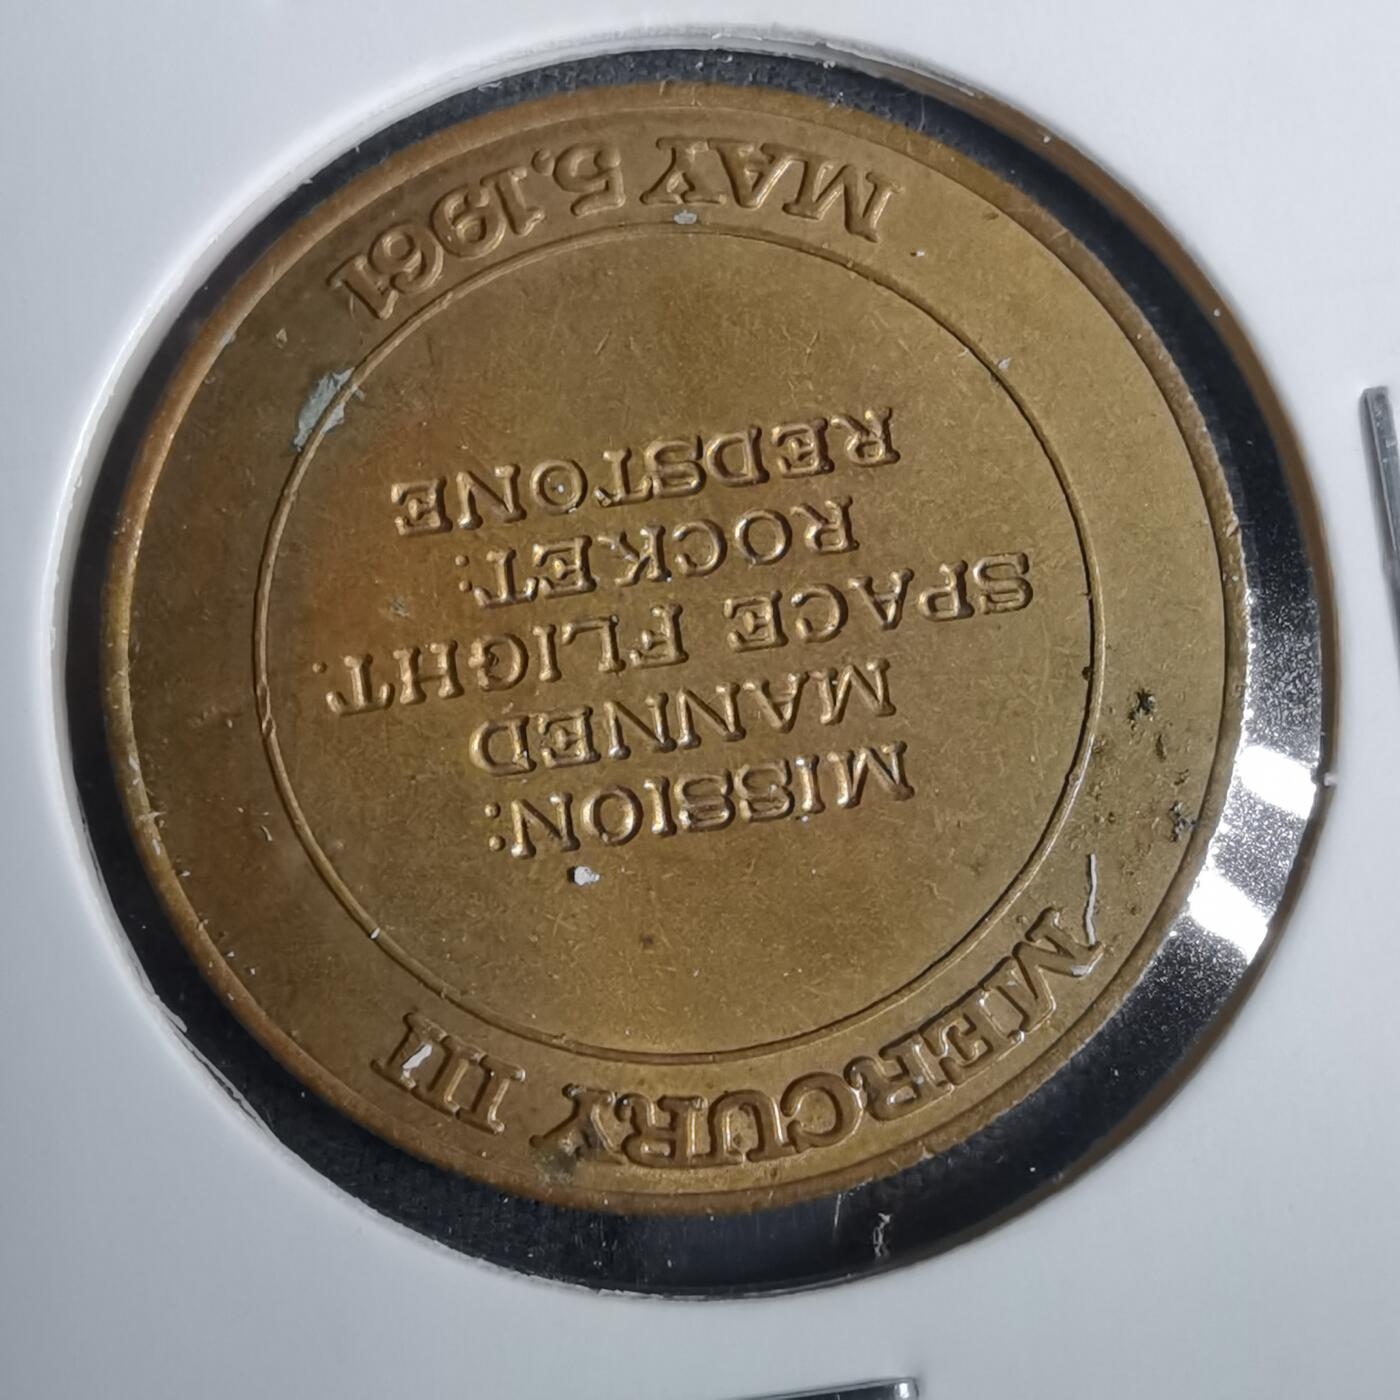 MERCURY III
MISSION:
MANNED
SPACE FLIGHT.
ROCKET:
REDSTONE
MAY 5,1961